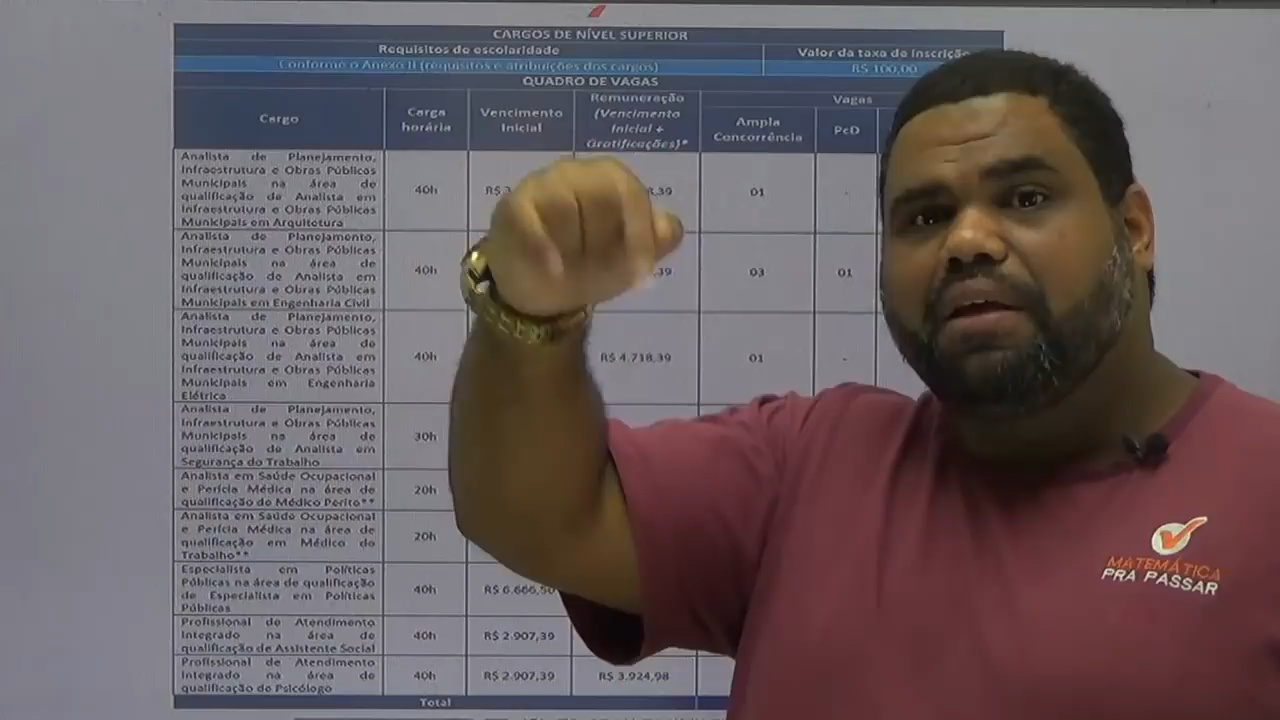 CARGOS DE NÍVEL SUPERIOR
Requisitos de escolaridade
Valor da taxa de inscrição
Conforme o Anexo II (requisitos e atribuições dos cargos)
R$ 100,00
QUADRO DE VAGAS
Cargo
Carga
horária
Vencimento
Inicial
Remuneração
(Vencimento
Inicial +
Gratificações)*
Vagas
Ampla
Concorrência
PcD
Analista de Planejamento,
Infraestrutura e Obras Públicas
Municipais na área de
qualificação de Analista em
Infraestrutura e Obras Públicas
Municipais em Arquitetura
40h
01
-
Analista de Planejamento,
Infraestrutura e Obras Públicas
Municipais na área de
qualificação de Analista em
Infraestrutura e Obras Públicas
Municipais em Engenharia Civil
40h
03
01
Analista de Planejamento,
Infraestrutura e Obras Públicas
Municipais na área de
qualificação de Analista em
Infraestrutura e Obras Públicas
Municipais em Engenharia
Elétrica
40h
R$ 4.718,39
01
-
Analista de Planejamento,
Infraestrutura e Obras Públicas
Municipais na área de
qualificação de Analista em
Segurança do Trabalho
30h
Analista em Saúde Ocupacional
e Perícia Médica na área de
qualificação de Médico Perito**
20h
Analista em Saúde Ocupacional
e Perícia Médica na área de
qualificação em Médico do
Trabalho**
20h
Especialista em Políticas
Públicas na área de qualificação
de Especialista em Políticas
Públicas
40h
R$ 6.666,50
Profissional de Atendimento
Integrado na área de
qualificação de Assistente Social
40h
R$ 2.907,39
Profissional de Atendimento
Integrado na área de
qualificação de Psicólogo
40h
R$ 2.907,39
R$ 3.924,98
Total
MATEMÁTICA
PRA PASSAR